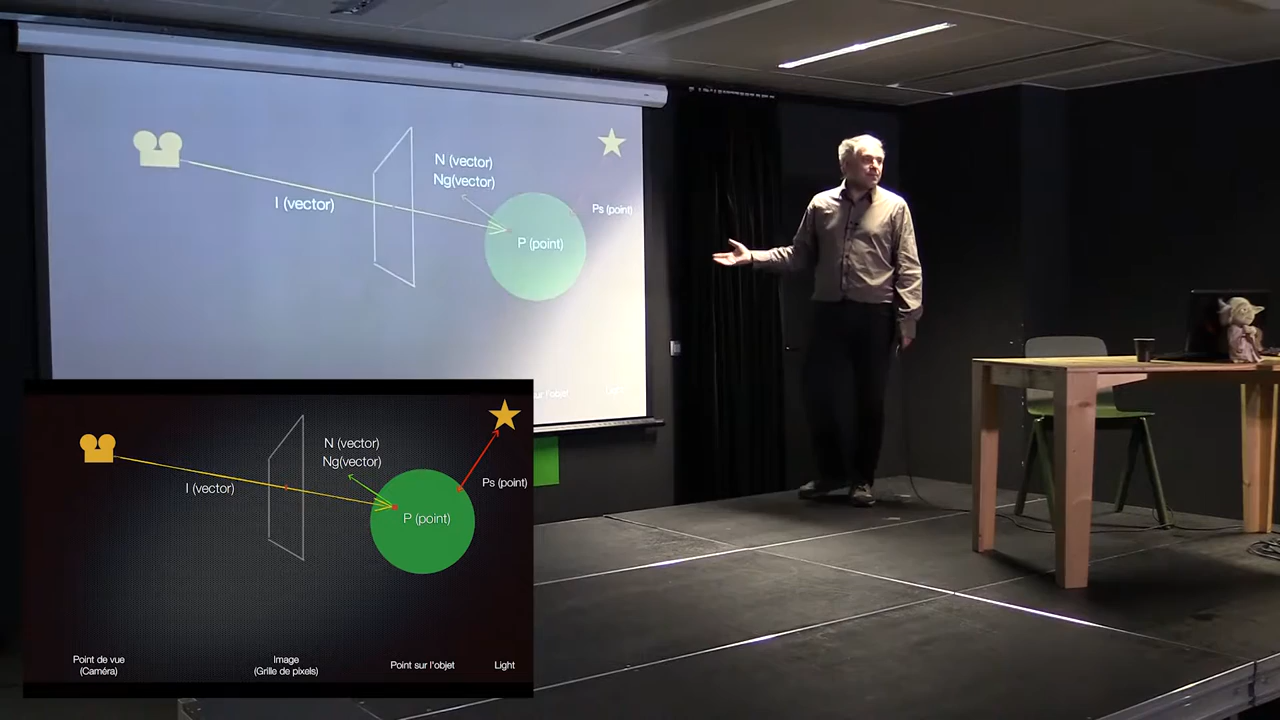 N (vector)
Ng(vector)
I (vector)
Ps (point)
P (point)
N (vector)
Ng(vector)
I (vector)
Ps (point)
P (point)
Point de vue
(Caméra)
Image
(Grille de pixels)
Point sur l'objet
Light